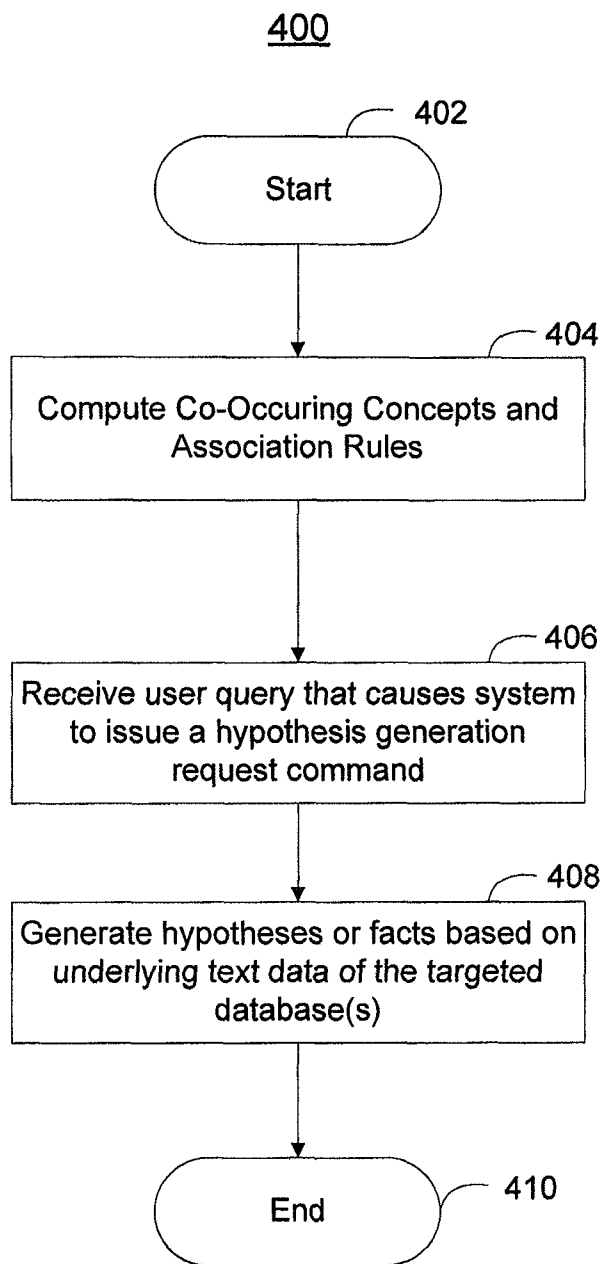 400
402
Start
404
Compute Co-Occuring Concepts and
Association Rules
406
Receive user query that causes system
to issue a hypothesis generation
request command
408
Generate hypotheses or facts based on
underlying text data of the targeted
database(s)
410
End